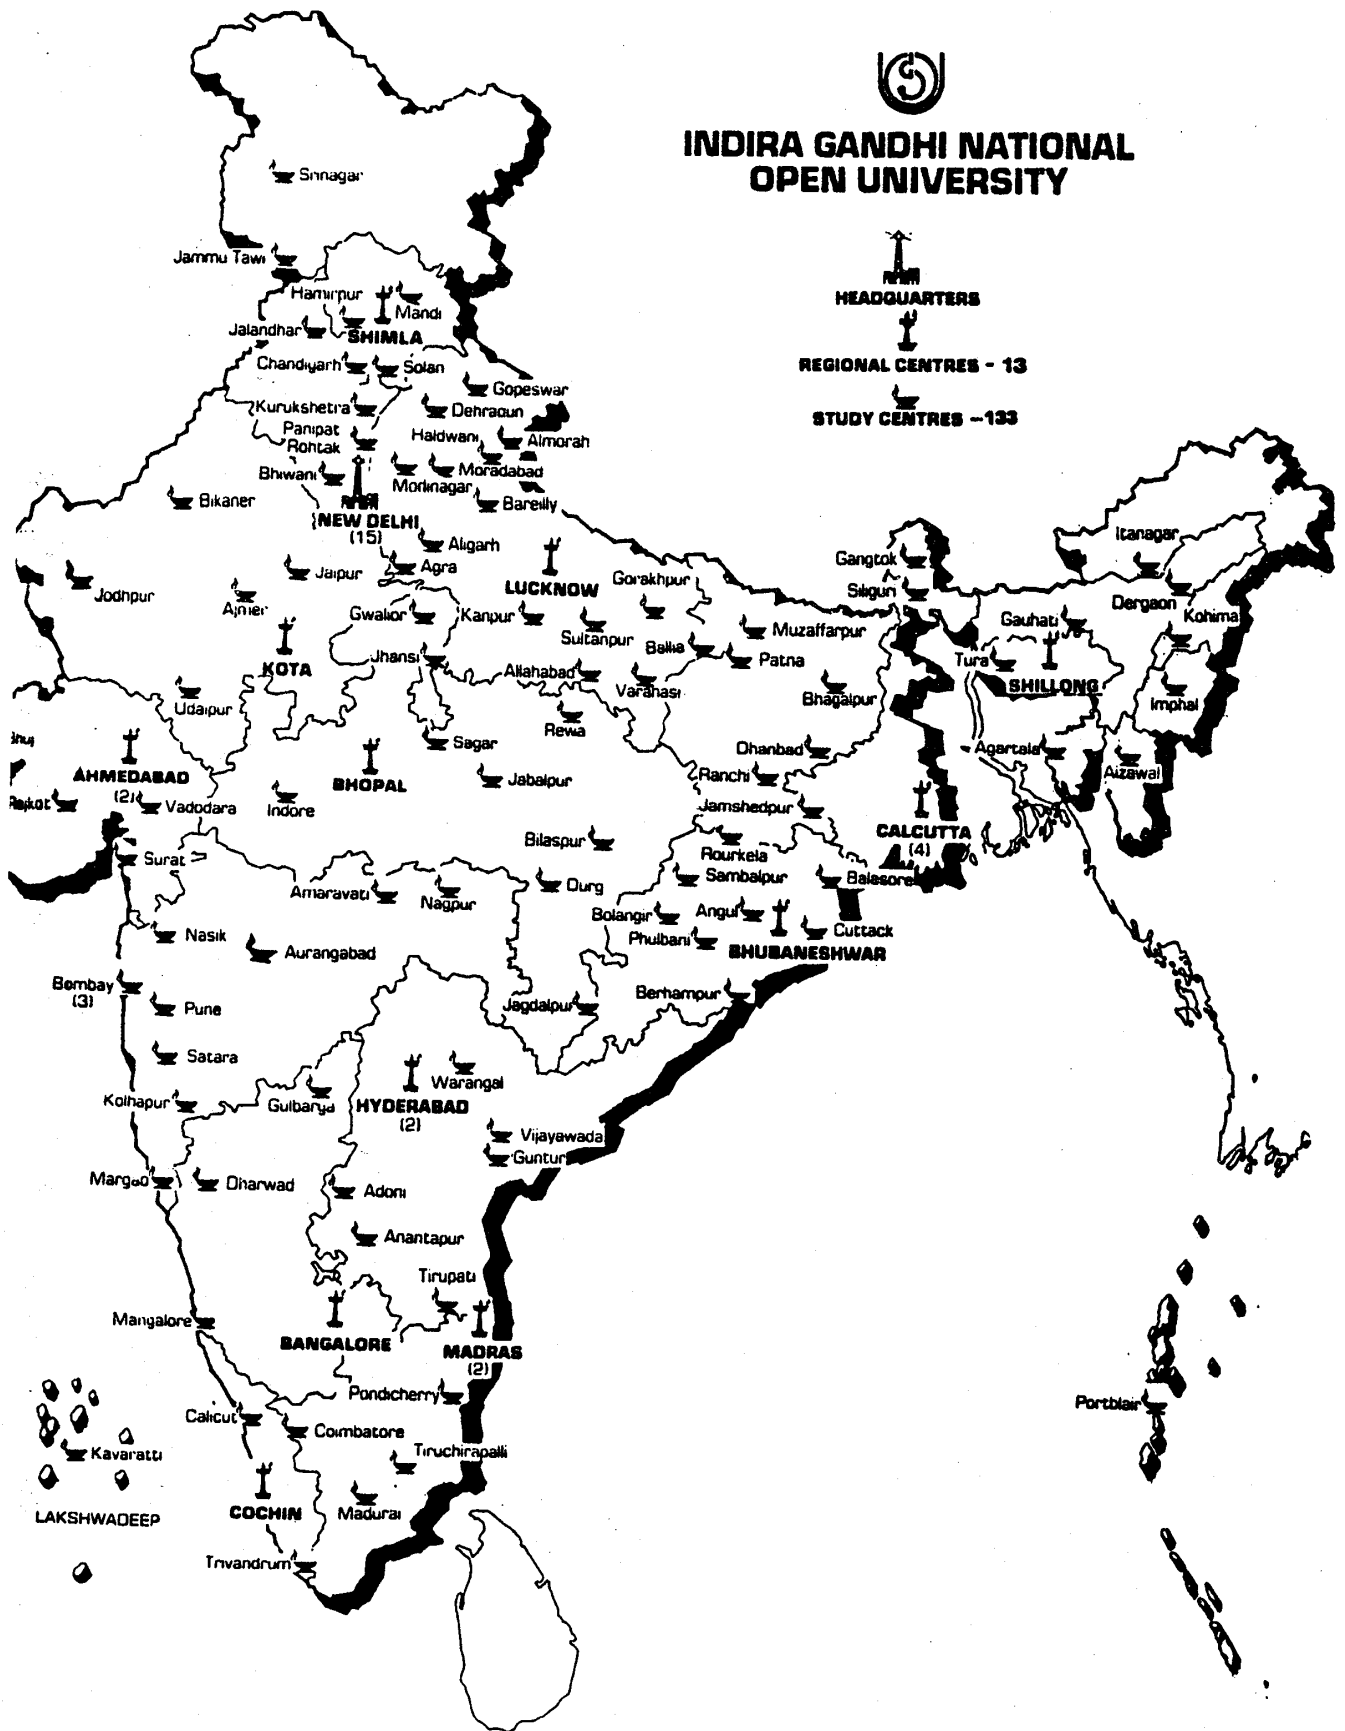 INDIRA GANDHI NATIONAL
OPEN UNIVERSITY
HEADQUARTERS
REGIONAL CENTRES - 13
STUDY CENTRES -133
Srinagar
Jammu Tawi
Hamirpur
Mandi
Jalandhar
SHIMLA
Chandigarh
Solan
Gopeswar
Kurukshetra
Dehradun
Panipat
Haldwani
Almorah
Rohtak
Bhiwani
Moradabad
Modinagar
Bikaner
Bareilly
NEW DELHI
(15)
Aligarh
Itanagar
Gangtok
Jaipur
Agra
LUCKNOW
Gorakhpur
Jodhpur
Siliguri
Dergaon
Ajmer
Gwalior
Kanpur
Sultanpur
Muzaffarpur
Gauhati
Kohima
KOTA
Jhansi
Ballia
Patna
Tura
Allahabad
SHILLONG
Varahasi
Bhagalpur
Udaipur
Imphal
Rewa
Bhuj
Sagar
Dhanbad
Agartala
AHMEDABAD
(2)
BHOPAL
Jabalpur
Ranchi
Aizawal
Rajkot
Vadodara
Indore
Jamshedpur
CALCUTTA
(4)
Bilaspur
Rourkela
Surat
Amaravati
Nagpur
Durg
Sambalpur
Balasore
Bolangir
Angul
Nasik
Cuttack
Phulbani
Aurangabad
BHUBANESHWAR
Bombay
(3)
Pune
Jagdalpur
Berhampur
Satara
Warangal
Kolhapur
Gulbarga
HYDERABAD
(2)
Vijayawada
Guntur
Margao
Dharwad
Adoni
Anantapur
Tirupati
Mangalore
BANGALORE
MADRAS
(2)
Pondicherry
Portblair
Calicut
Coimbatore
Kavaratti
Tiruchirapalli
COCHIN
Madurai
LAKSHWADEEP
Trivandrum